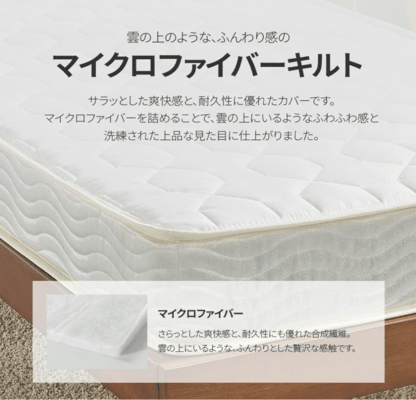 雲の上のような、ふんわり感の
マイクロファイバーキルト
サラッとした爽快感と、耐久性に優れたカバーです。
マイクロファイバーを詰めることで、雲の上にいるようなふわふわ感と
洗練された上品な見た目に仕上がりました。
マイクロファイバー
さらっとした爽快感と、耐久性にも優れた合成繊維。
雲の上にいるような、ふんわりとした贅沢な感触です。